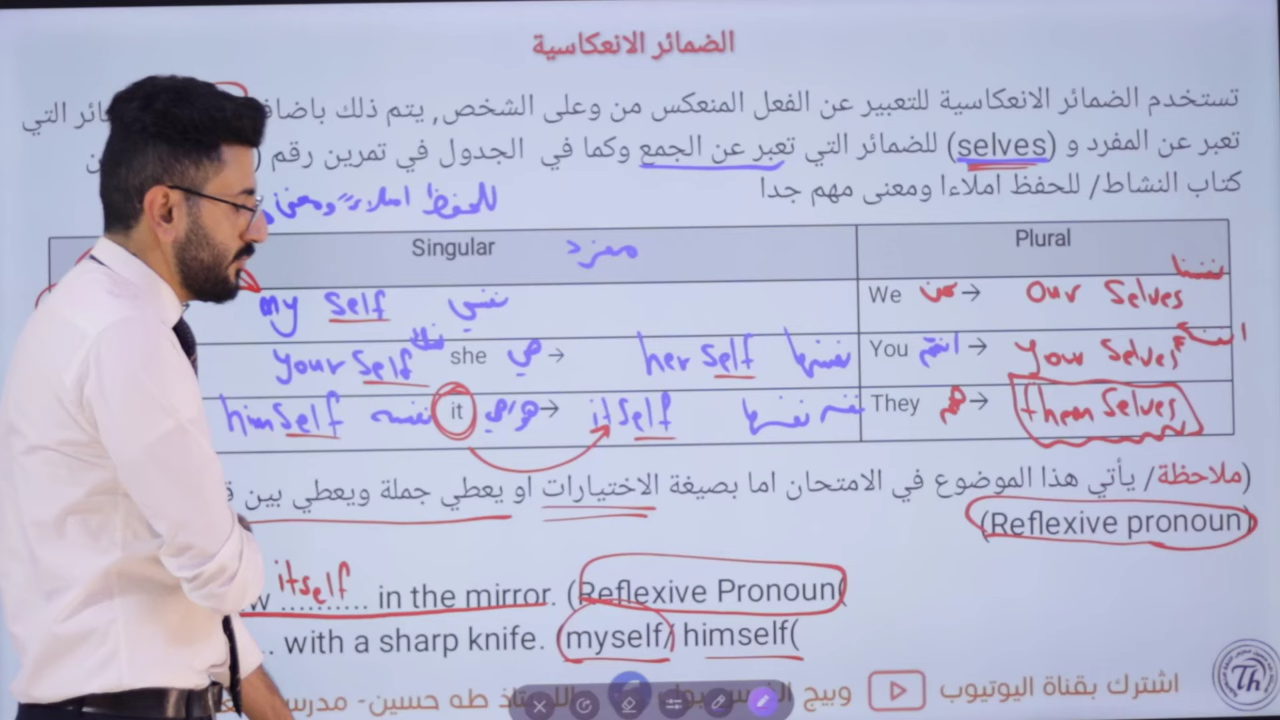 الضمائر الانعكاسية
تستخدم الضمائر الانعكاسية للتعبير عن الفعل المنعكس من وعلى الشخص, يتم ذلك باضاف التي
تعبر عن المفرد و (selves) للضمائر التي تعبر عن الجمع وكما في الجدول في تمرين رقم
كتاب النشاط/ للحفظ املاءا ومعنى مهم جدا
للحفظ املاء ومعنى
Singular مفرد Plural
my self نفسي We نحن → Our Selves نفسنا
your self she هي → her self نفسها You انتم → your Selves
himself نفسه it هو/هي → itself نفسه نفسها They هم → them Selves
(ملاحظة/ يأتي هذا الموضوع في الامتحان اما بصيغة الاختيارات او يعطي جملة ويعطي بين
(Reflexive pronoun)
itself .......... in the mirror. (Reflexive Pronoun(
.. with a sharp knife. (myself/ himself(
اشترك بقناة اليوتيوب وبيج طه حسين- مدرس
Th